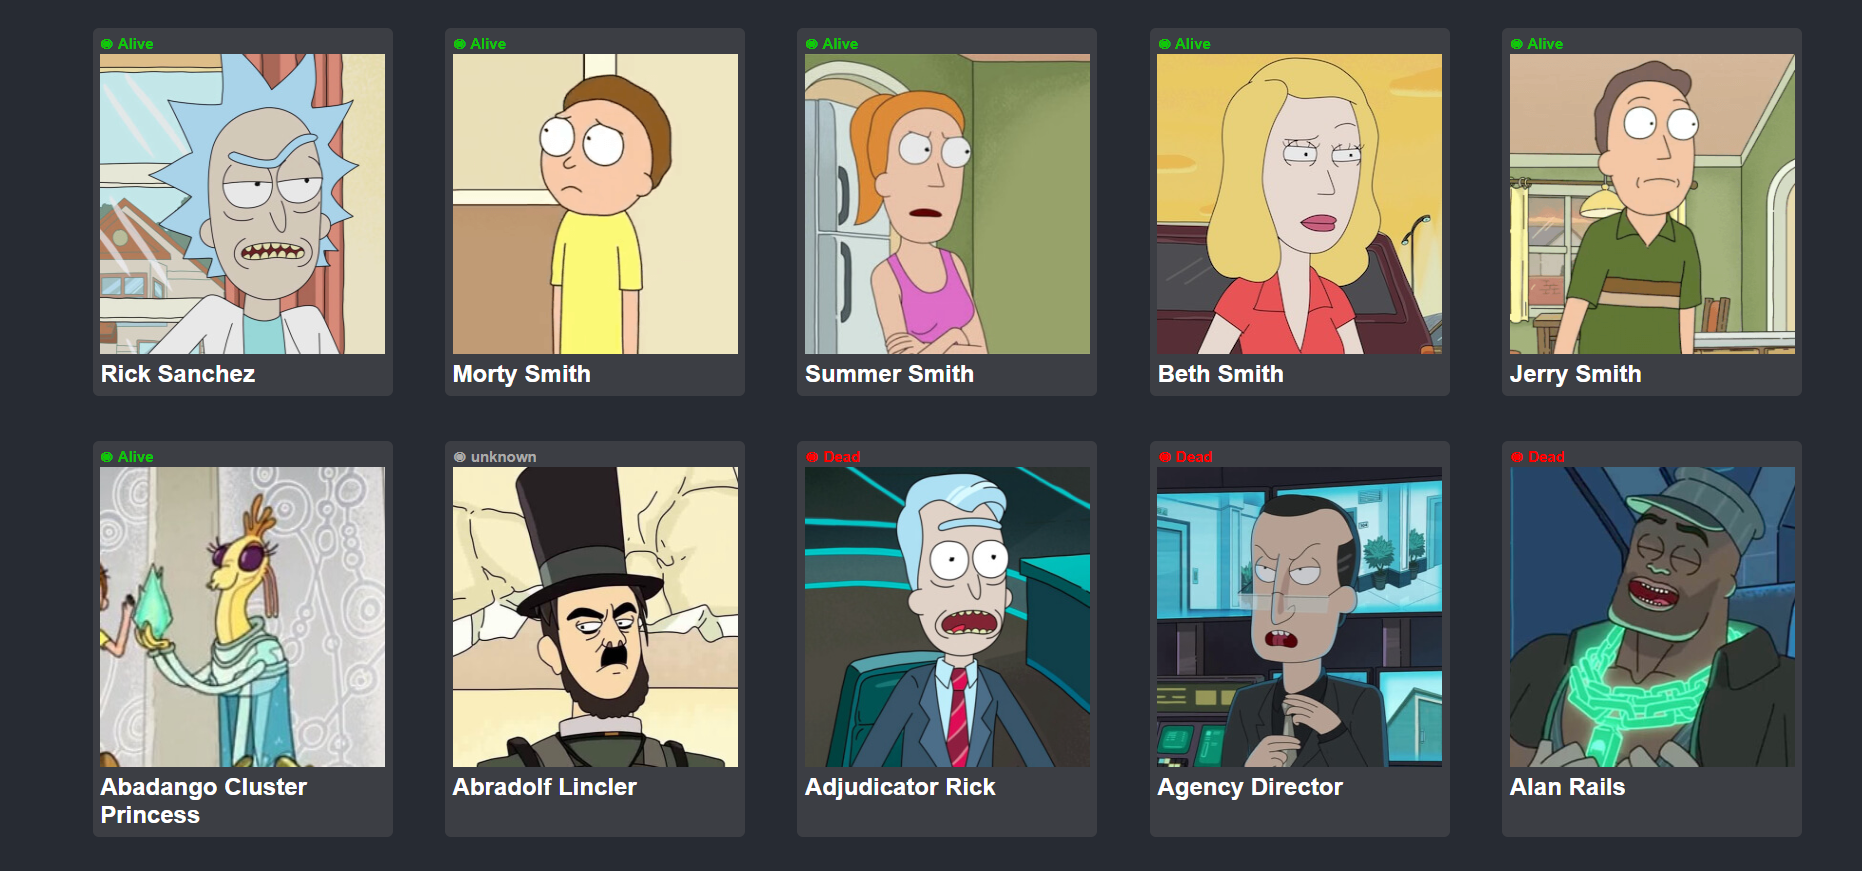 Alive
Alive
Alive
Alive
Alive
Rick Sanchez
Morty Smith
Summer Smith
Beth Smith
Jerry Smith
Alive
unknown
Dead
Dead
Dead
Abadango Cluster
Princess
Abradolf Lincler
Adjudicator Rick
Agency Director
Alan Rails